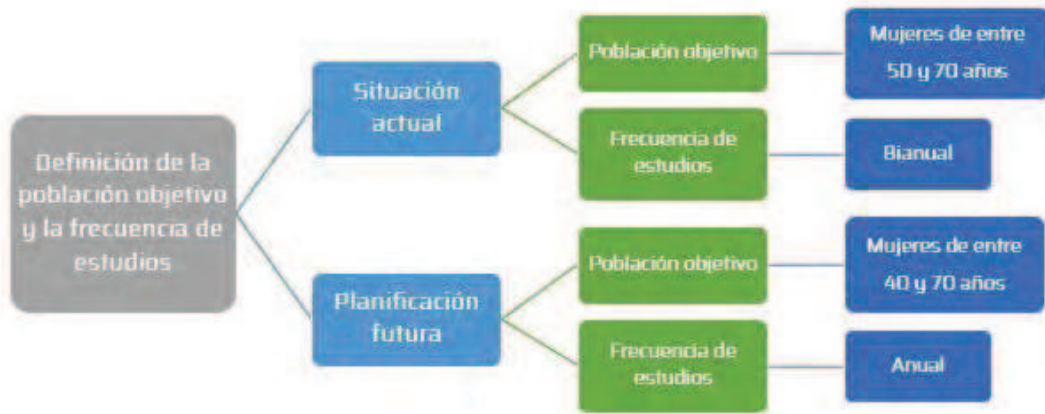 Definición de la
población objetivo
y la frecuencia de
estudios
Situación
actual
Población objetivo
Mujeres de entre
50 y 70 años
Frecuencia de
estudios
Bianual
Planificación
futura
Población objetivo
Mujeres de entre
40 y 70 años
Frecuencia de
estudios
Anual